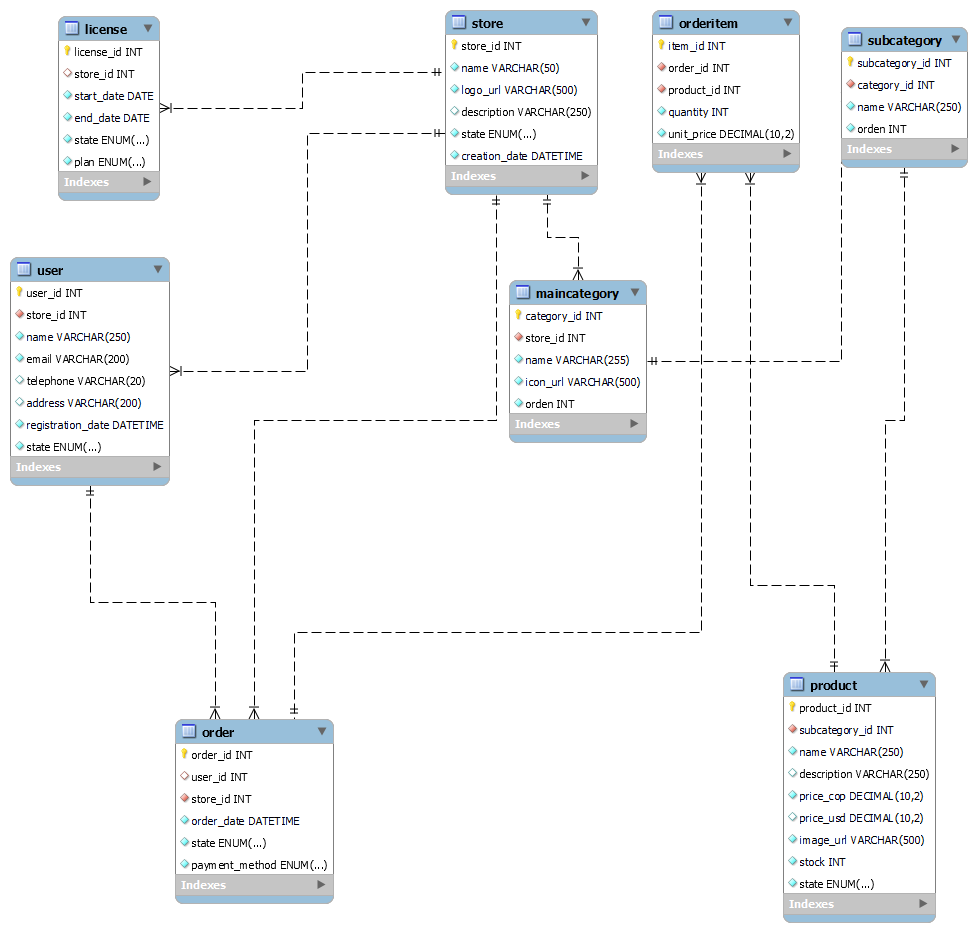 license
license_id INT
store_id INT
start_date DATE
end_date DATE
state ENUM(...)
plan ENUM(...)
Indexes
store
store_id INT
name VARCHAR(50)
logo_url VARCHAR(500)
description VARCHAR(250)
state ENUM(...)
creation_date DATETIME
Indexes
orderitem
item_id INT
order_id INT
product_id INT
quantity INT
unit_price DECIMAL(10,2)
Indexes
subcategory
subcategory_id INT
category_id INT
name VARCHAR(250)
orden INT
Indexes
user
user_id INT
store_id INT
name VARCHAR(250)
email VARCHAR(200)
telephone VARCHAR(20)
address VARCHAR(200)
registration_date DATETIME
state ENUM(...)
Indexes
maincategory
category_id INT
store_id INT
name VARCHAR(255)
icon_url VARCHAR(500)
orden INT
Indexes
order
order_id INT
user_id INT
store_id INT
order_date DATETIME
state ENUM(...)
payment_method ENUM(...)
Indexes
product
product_id INT
subcategory_id INT
name VARCHAR(250)
description VARCHAR(250)
price_cop DECIMAL(10,2)
price_usd DECIMAL(10,2)
image_url VARCHAR(500)
stock INT
state ENUM(...)
Indexes